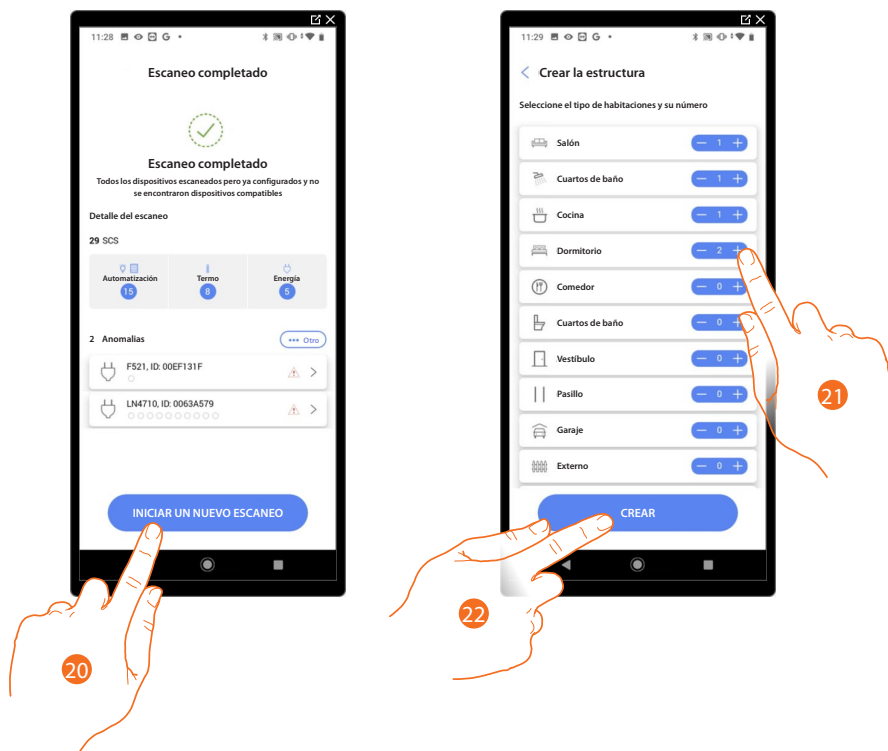 11:28 G
Escaneo completado
Escaneo completado
Todos los dispositivos escaneados pero ya configurados y no
se encontraron dispositivos compatibles
Detalle del escaneo
29 SCS
Automatización Termo Energía
15 8 5
2 Anomalias
••• Otro
F521, ID: 00EF131F
LN4710, ID: 0063A579
INICIAR UN NUEVO ESCANEO
20
11:29 G
Crear la estructura
Seleccione el tipo de habitaciones y su número
Salón — 1 +
Cuartos de baño — 1 +
Cocina — 1 +
Dormitorio — 2 +
Comedor — 0 +
Cuartos de baño — 0 +
Vestíbulo — 0 +
Pasillo — 0 +
Garaje — 0 +
Externo — 0 +
CREAR
21
22